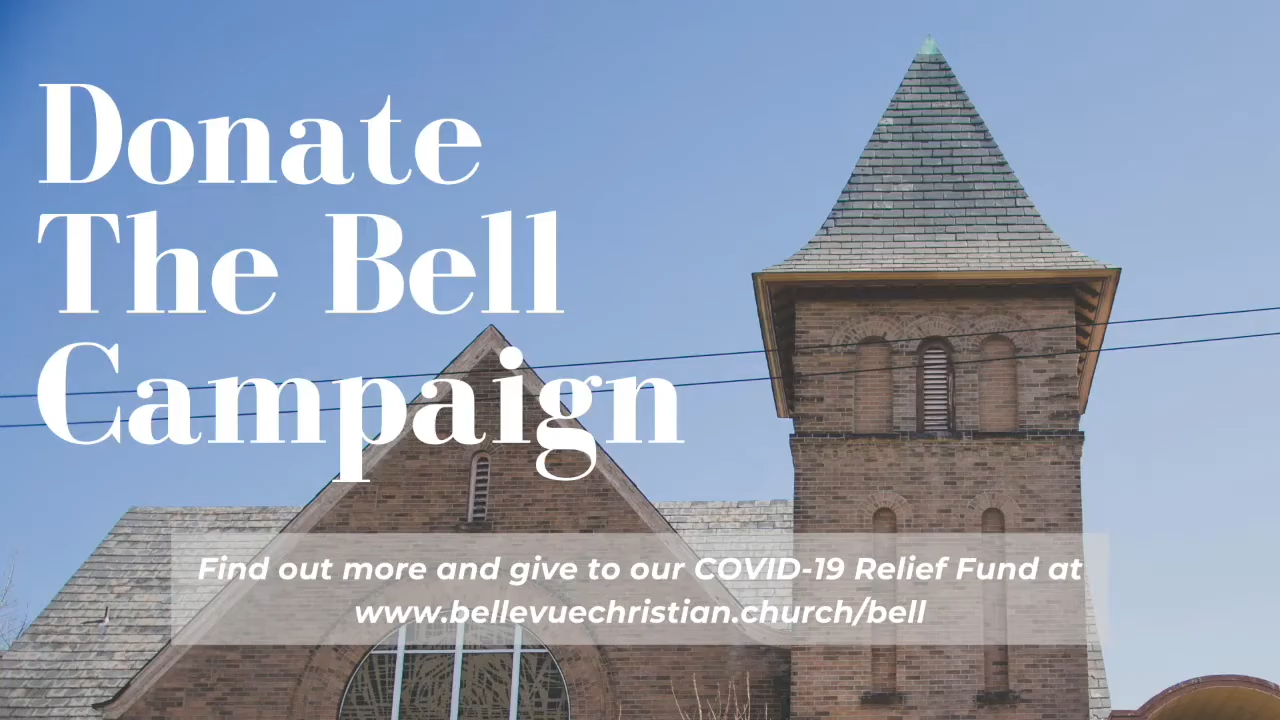 Donate
The Bell
Campaign
Find out more and give to our COVID-19 Relief Fund at
www.bellevuechristian.church/bell